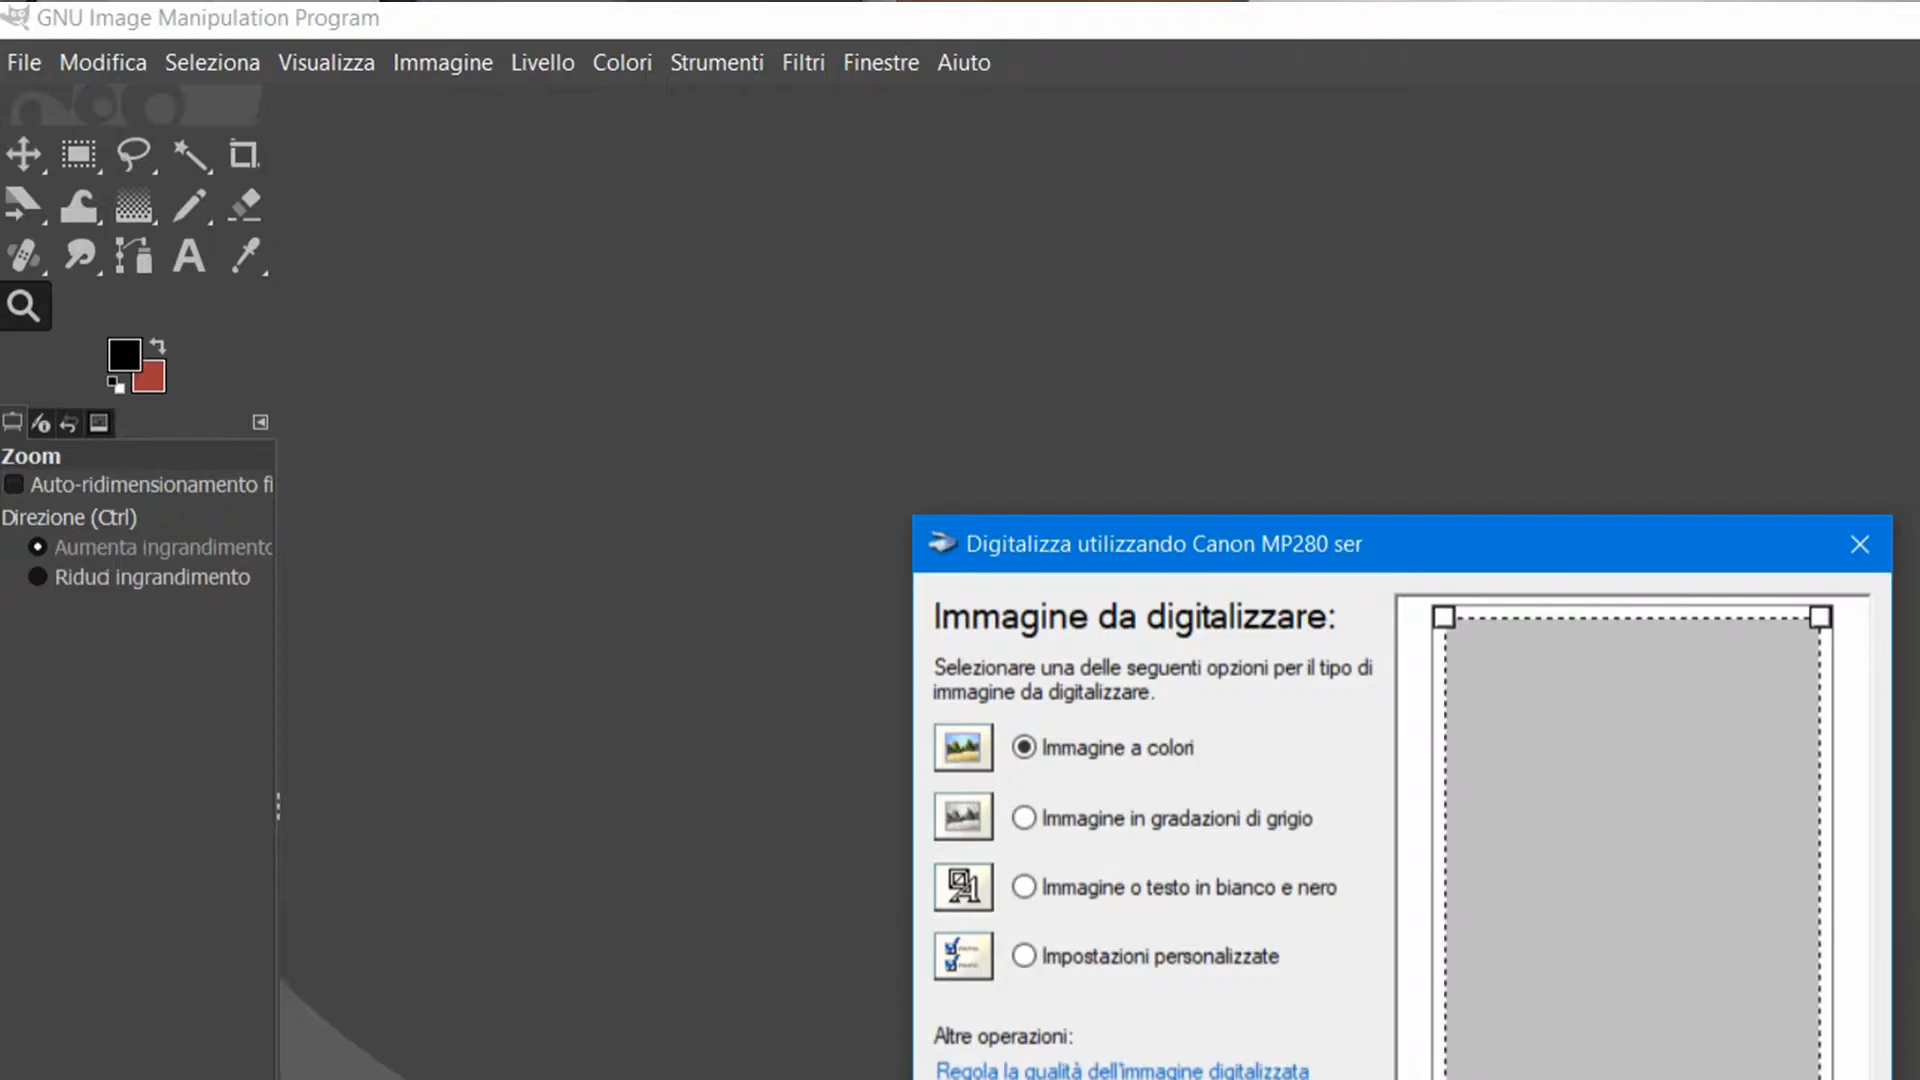 GNU Image Manipulation Program
File Modifica Seleziona Visualizza Immagine Livello Colori Strumenti Filtri Finestre Aiuto
Zoom
Auto-ridimensionamento fi
Direzione (Ctrl)
Aumenta ingrandimento
Riduci ingrandimento
Digitalizza utilizzando Canon MP280 ser
Immagine da digitalizzare:
Selezionare una delle seguenti opzioni per il tipo di
immagine da digitalizzare.
Immagine a colori
Immagine in gradazioni di grigio
Immagine o testo in bianco e nero
Impostazioni personalizzate
Altre operazioni:
Regola la qualità dell'immagine digitalizzata